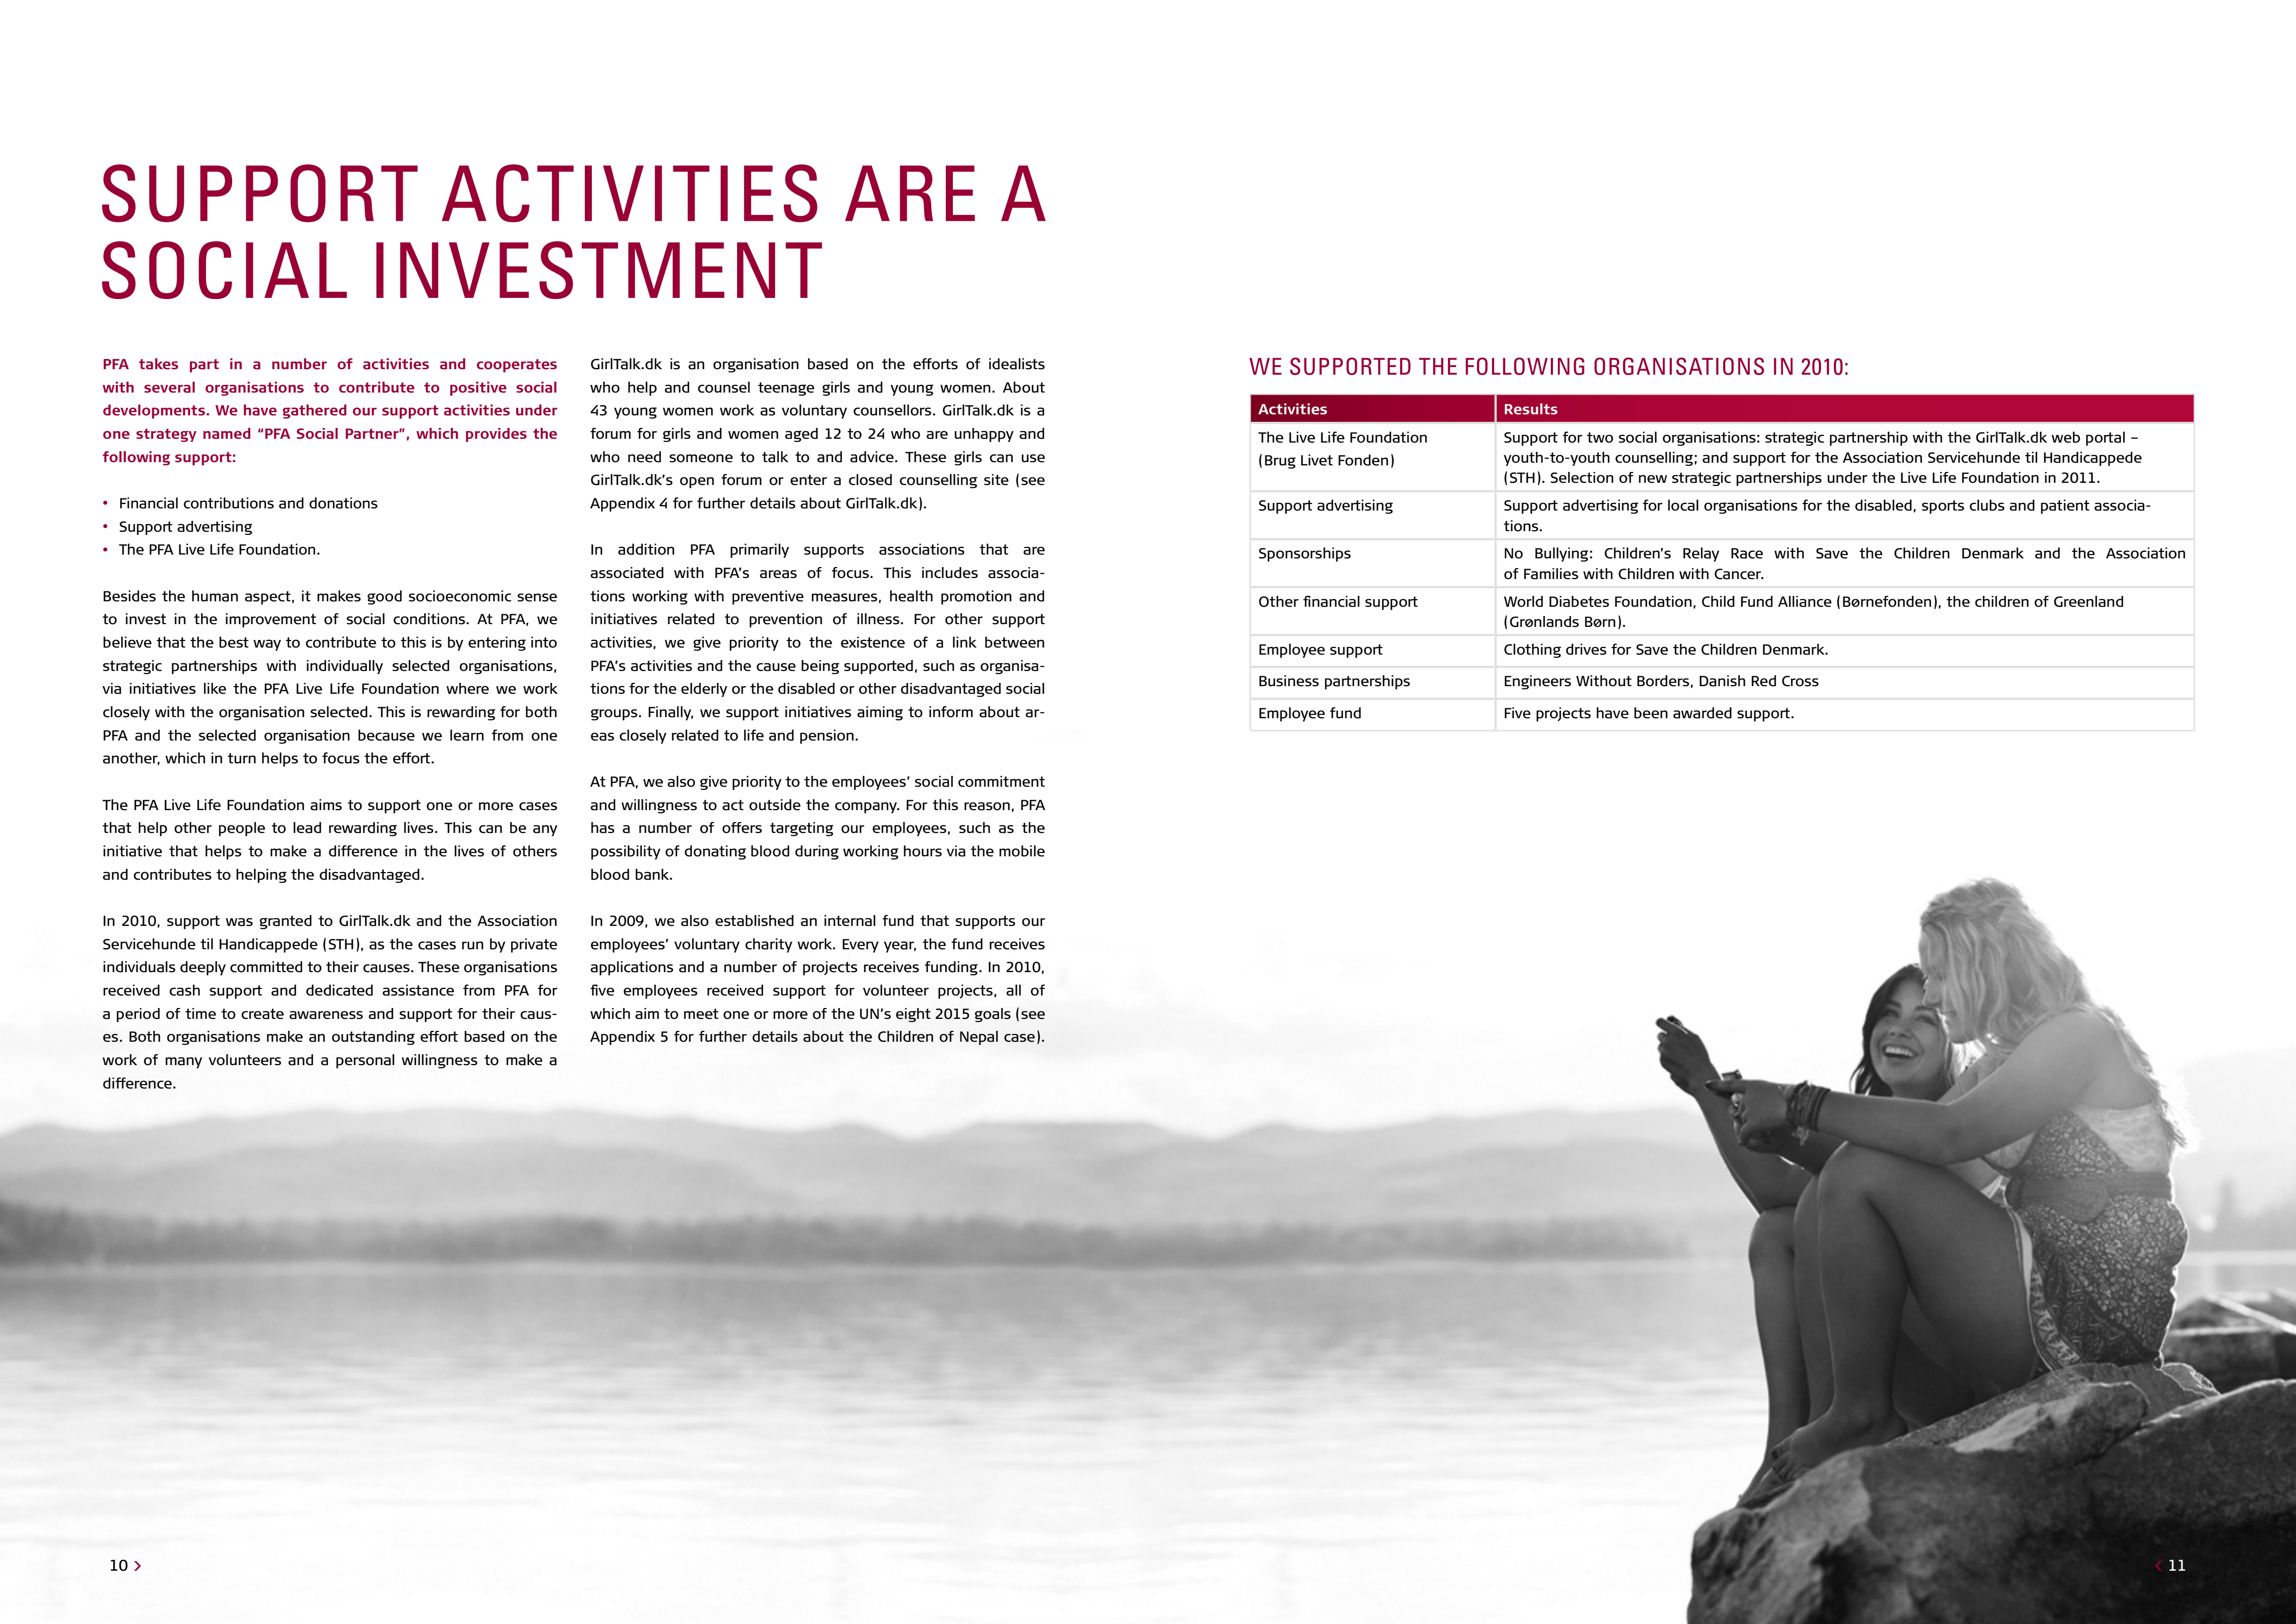 SUPPORT ACTIVITIES ARE A
SOCIAL INVESTMENT
PFA takes part in a number of activities and cooperates
with several organisations to contribute to positive social
developments. We have gathered our support activities under
one strategy named “PFA Social Partner”, which provides the
following support:
• Financial contributions and donations
• Support advertising
• The PFA Live Life Foundation.
Besides the human aspect, it makes good socioeconomic sense
to invest in the improvement of social conditions. At PFA, we
believe that the best way to contribute to this is by entering into
strategic partnerships with individually selected organisations,
via initiatives like the PFA Live Life Foundation where we work
closely with the organisation selected. This is rewarding for both
PFA and the selected organisation because we learn from one
another, which in turn helps to focus the effort.
The PFA Live Life Foundation aims to support one or more cases
that help other people to lead rewarding lives. This can be any
initiative that helps to make a difference in the lives of others
and contributes to helping the disadvantaged.
In 2010, support was granted to GirlTalk.dk and the Association
Servicehunde til Handicappede (STH), as the cases run by private
individuals deeply committed to their causes. These organisations
received cash support and dedicated assistance from PFA for
a period of time to create awareness and support for their caus-
es. Both organisations make an outstanding effort based on the
work of many volunteers and a personal willingness to make a
difference.
GirlTalk.dk is an organisation based on the efforts of idealists
who help and counsel teenage girls and young women. About
43 young women work as voluntary counsellors. GirlTalk.dk is a
forum for girls and women aged 12 to 24 who are unhappy and
who need someone to talk to and advice. These girls can use
GirlTalk.dk’s open forum or enter a closed counselling site (see
Appendix 4 for further details about GirlTalk.dk).
In addition PFA primarily supports associations that are
associated with PFA’s areas of focus. This includes associa-
tions working with preventive measures, health promotion and
initiatives related to prevention of illness. For other support
activities, we give priority to the existence of a link between
PFA’s activities and the cause being supported, such as organisa-
tions for the elderly or the disabled or other disadvantaged social
groups. Finally, we support initiatives aiming to inform about ar-
eas closely related to life and pension.
At PFA, we also give priority to the employees’ social commitment
and willingness to act outside the company. For this reason, PFA
has a number of offers targeting our employees, such as the
possibility of donating blood during working hours via the mobile
blood bank.
In 2009, we also established an internal fund that supports our
employees’ voluntary charity work. Every year, the fund receives
applications and a number of projects receives funding. In 2010,
five employees received support for volunteer projects, all of
which aim to meet one or more of the UN’s eight 2015 goals (see
Appendix 5 for further details about the Children of Nepal case).
WE SUPPORTED THE FOLLOWING ORGANISATIONS IN 2010:
Activities Results
The Live Life Foundation
(Brug Livet Fonden)
Support for two social organisations: strategic partnership with the GirlTalk.dk web portal –
youth-to-youth counselling; and support for the Association Servicehunde til Handicappede
(STH). Selection of new strategic partnerships under the Live Life Foundation in 2011.
Support advertising
Support advertising for local organisations for the disabled, sports clubs and patient associa-
tions.
Sponsorships
No Bullying: Children’s Relay Race with Save the Children Denmark and the Association
of Families with Children with Cancer.
Other financial support
World Diabetes Foundation, Child Fund Alliance (Børnefonden), the children of Greenland
(Grønlands Børn).
Employee support Clothing drives for Save the Children Denmark.
Business partnerships Engineers Without Borders, Danish Red Cross
Employee fund Five projects have been awarded support.
10 ›
‹ 11